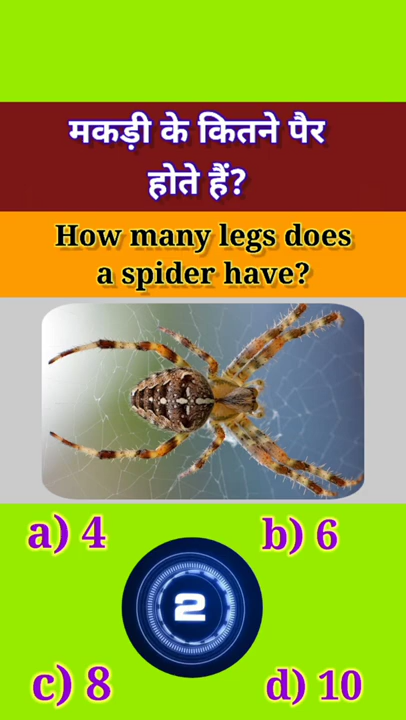 मकड़ी के कितने पैर
होते हैं?
How many legs does
a spider have?
a) 4
b) 6
2
c) 8
d) 10